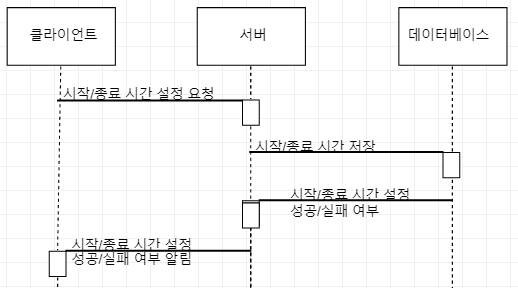 클라이언트
서버
데이터베이스
시작/종료 시간 설정 요청
시작/종료 시간 저장
시작/종료 시간 설정
성공/실패 여부
시작/종료 시간 설정
성공/실패 여부 알림